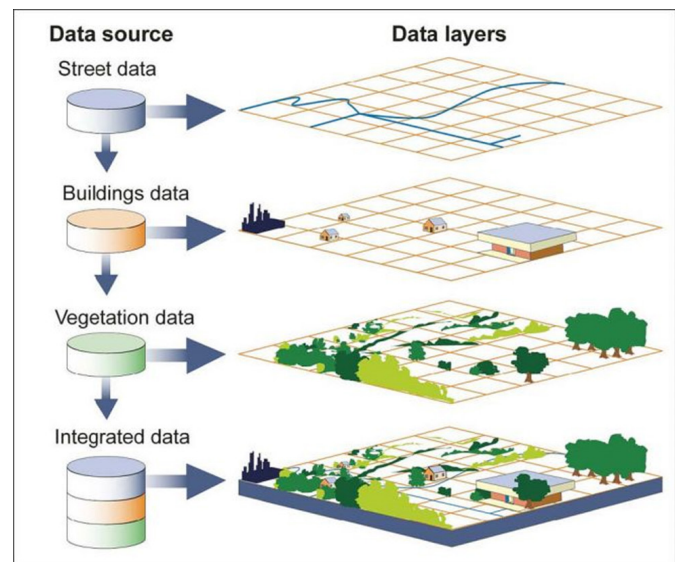 Data source
Data layers
Street data
Buildings data
Vegetation data
Integrated data